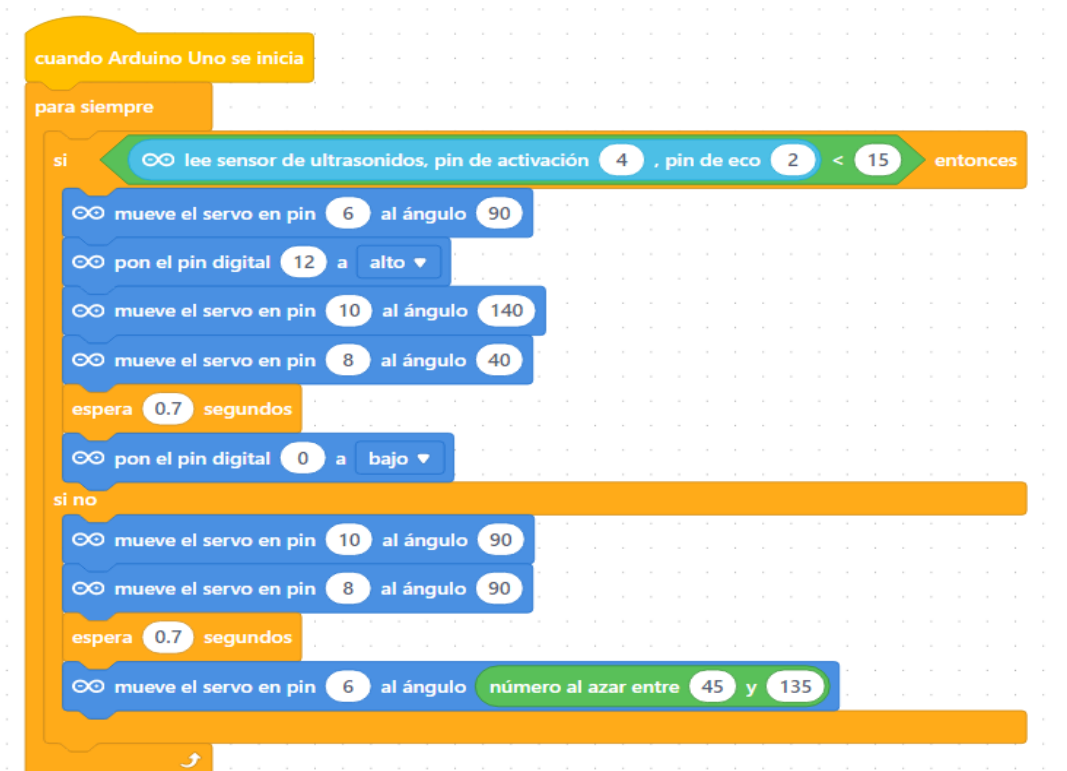 cuando Arduino Uno se inicia
para siempre
si lee sensor de ultrasonidos, pin de activación 4 , pin de eco 2 < 15 entonces
mueve el servo en pin 6 al ángulo 90
pon el pin digital 12 a alto
mueve el servo en pin 10 al ángulo 140
mueve el servo en pin 8 al ángulo 40
espera 0.7 segundos
pon el pin digital 0 a bajo
si no
mueve el servo en pin 10 al ángulo 90
mueve el servo en pin 8 al ángulo 90
espera 0.7 segundos
mueve el servo en pin 6 al ángulo número al azar entre 45 y 135